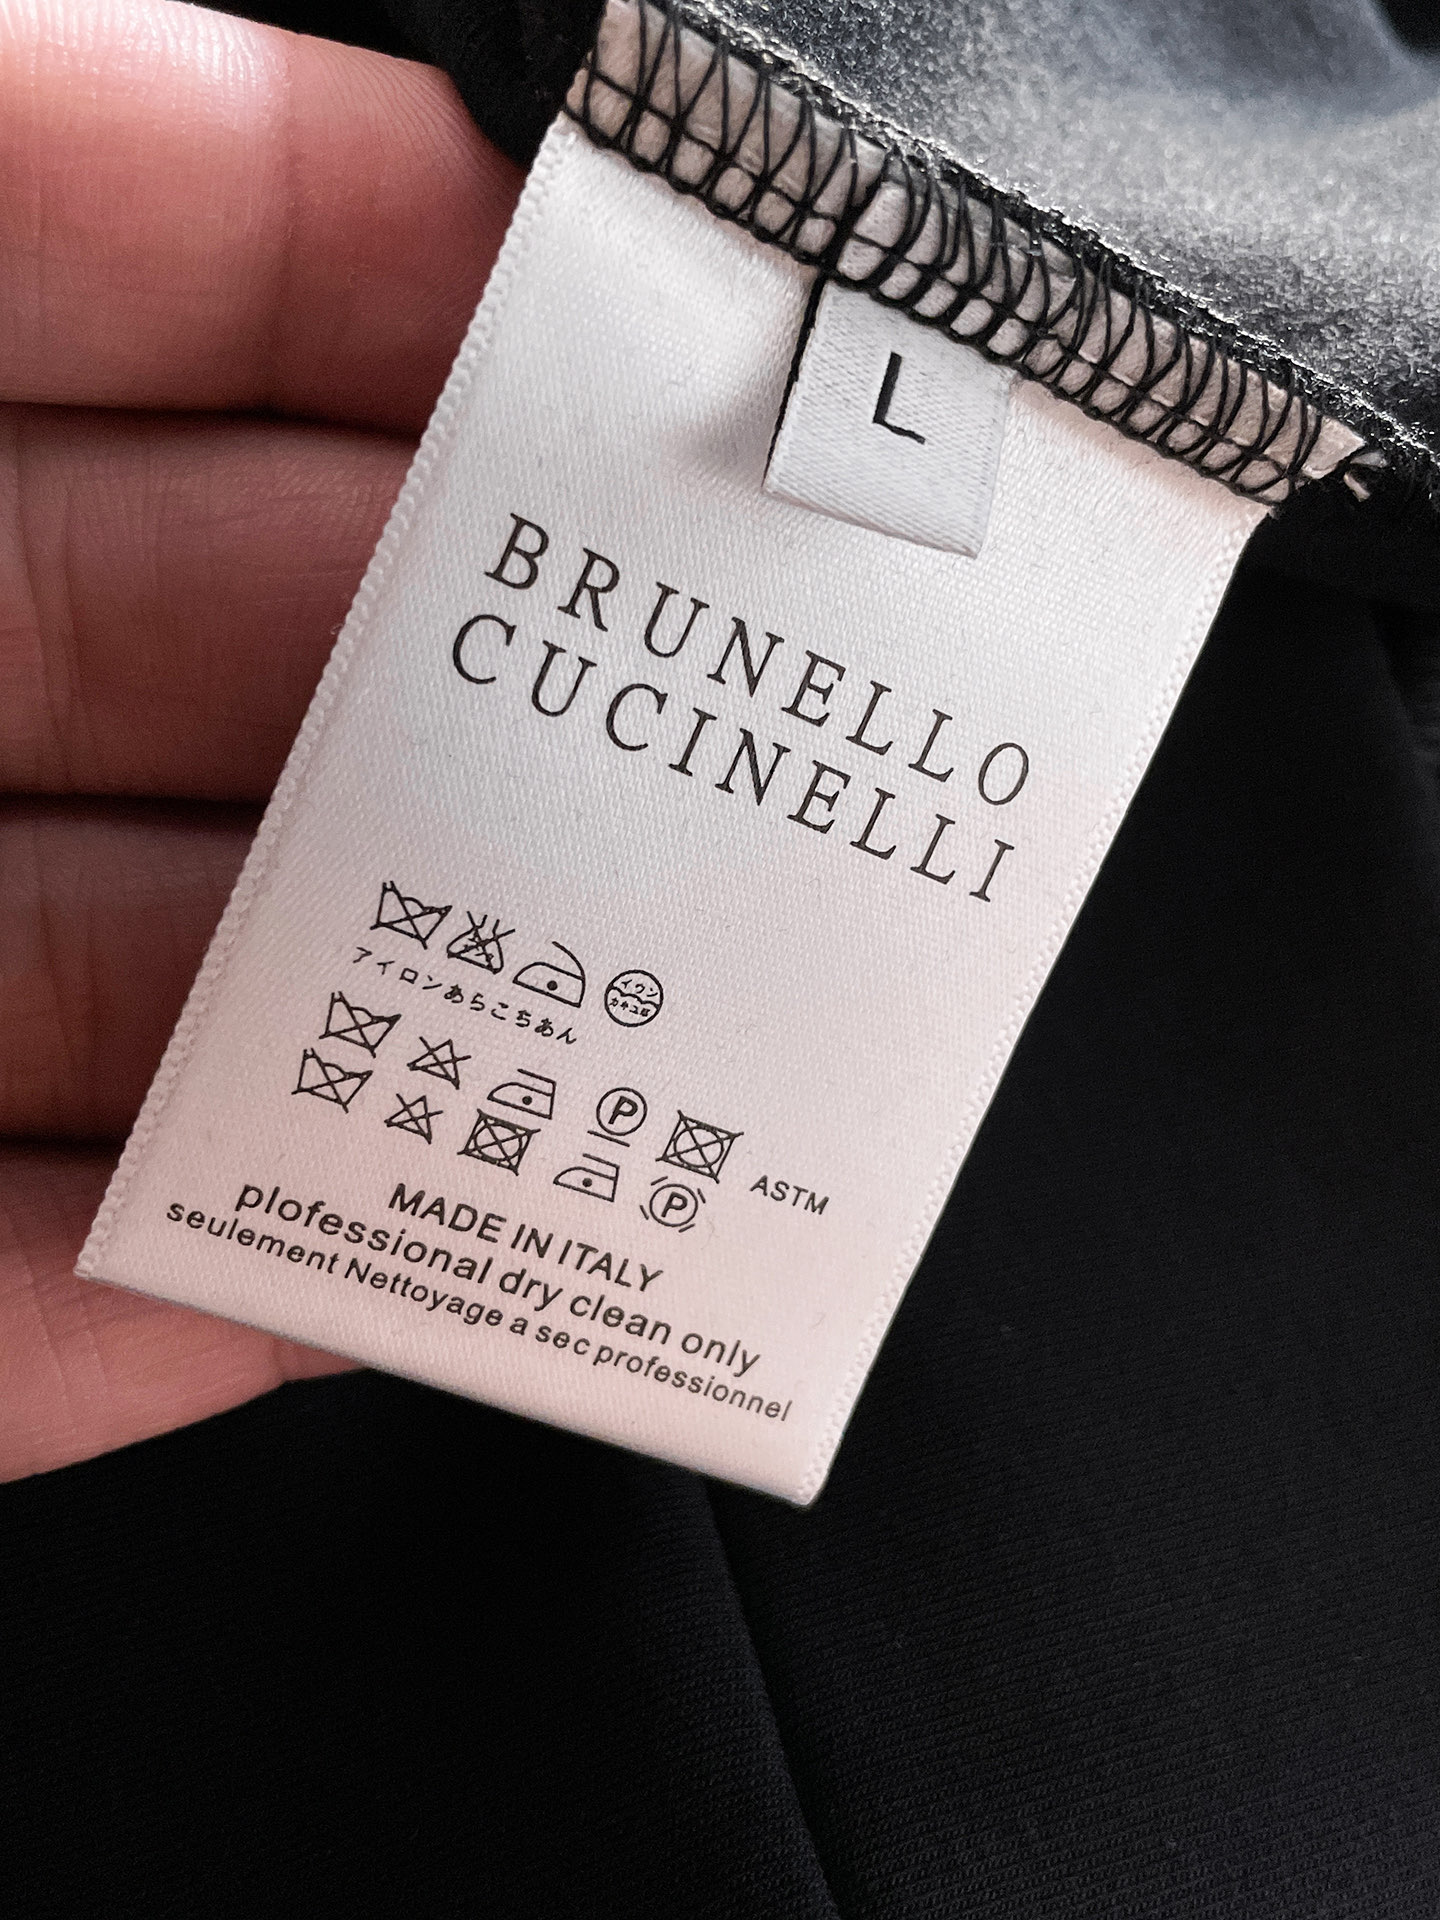 L
BRUNELLO
CUCINELLI
アイロンあらこちあん
P
ASTM
P
MADE IN ITALY
plofessional dry clean only
seulement Nettoyage a sec professionnel